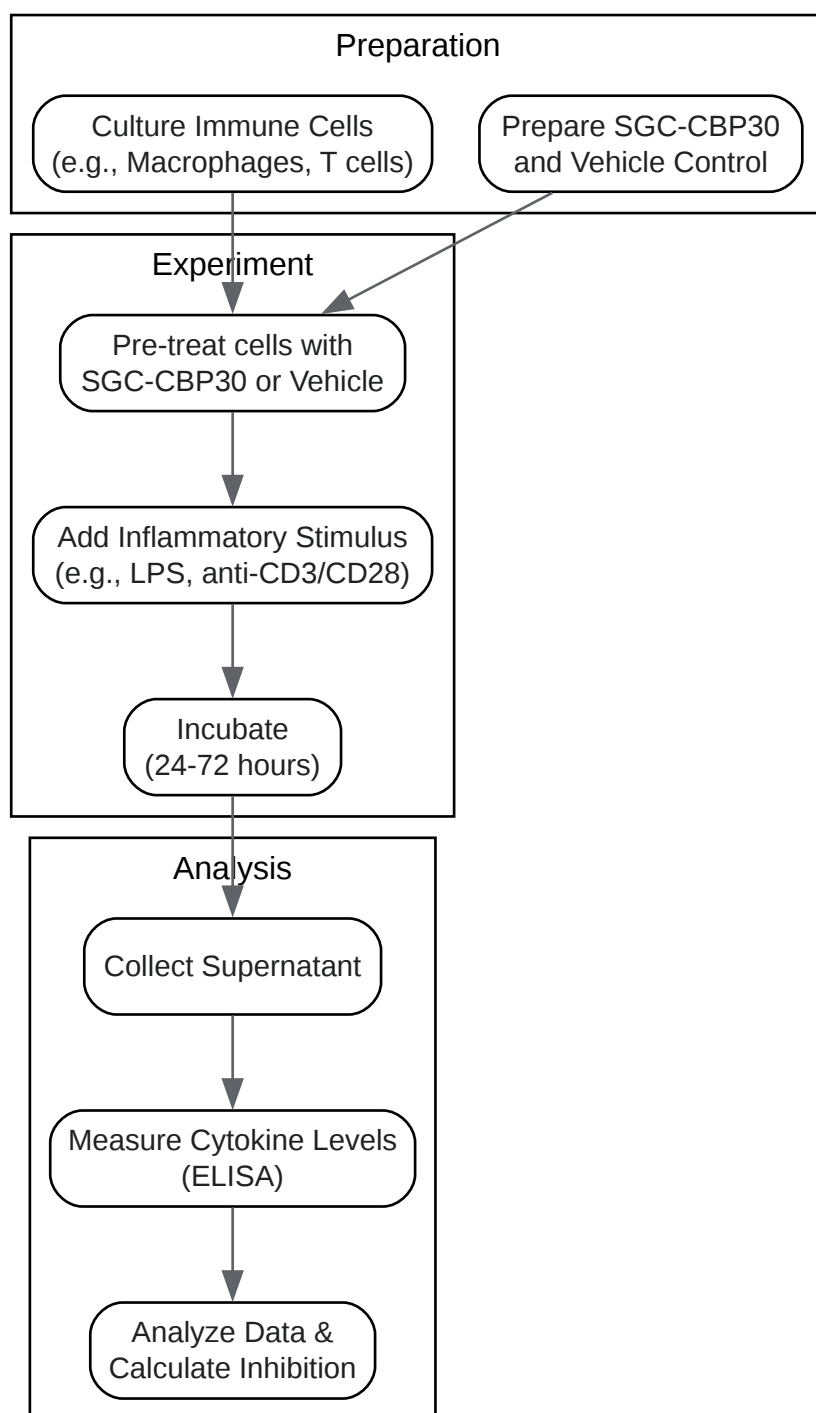 Preparation
Culture Immune Cells
(e.g., Macrophages, T cells)
Prepare SGC-CBP30
and Vehicle Control
Experiment
Pre-treat cells with
SGC-CBP30 or Vehicle
Add Inflammatory Stimulus
(e.g., LPS, anti-CD3/CD28)
Incubate
(24-72 hours)
Analysis
Collect Supernatant
Measure Cytokine Levels
(ELISA)
Analyze Data &
Calculate Inhibition